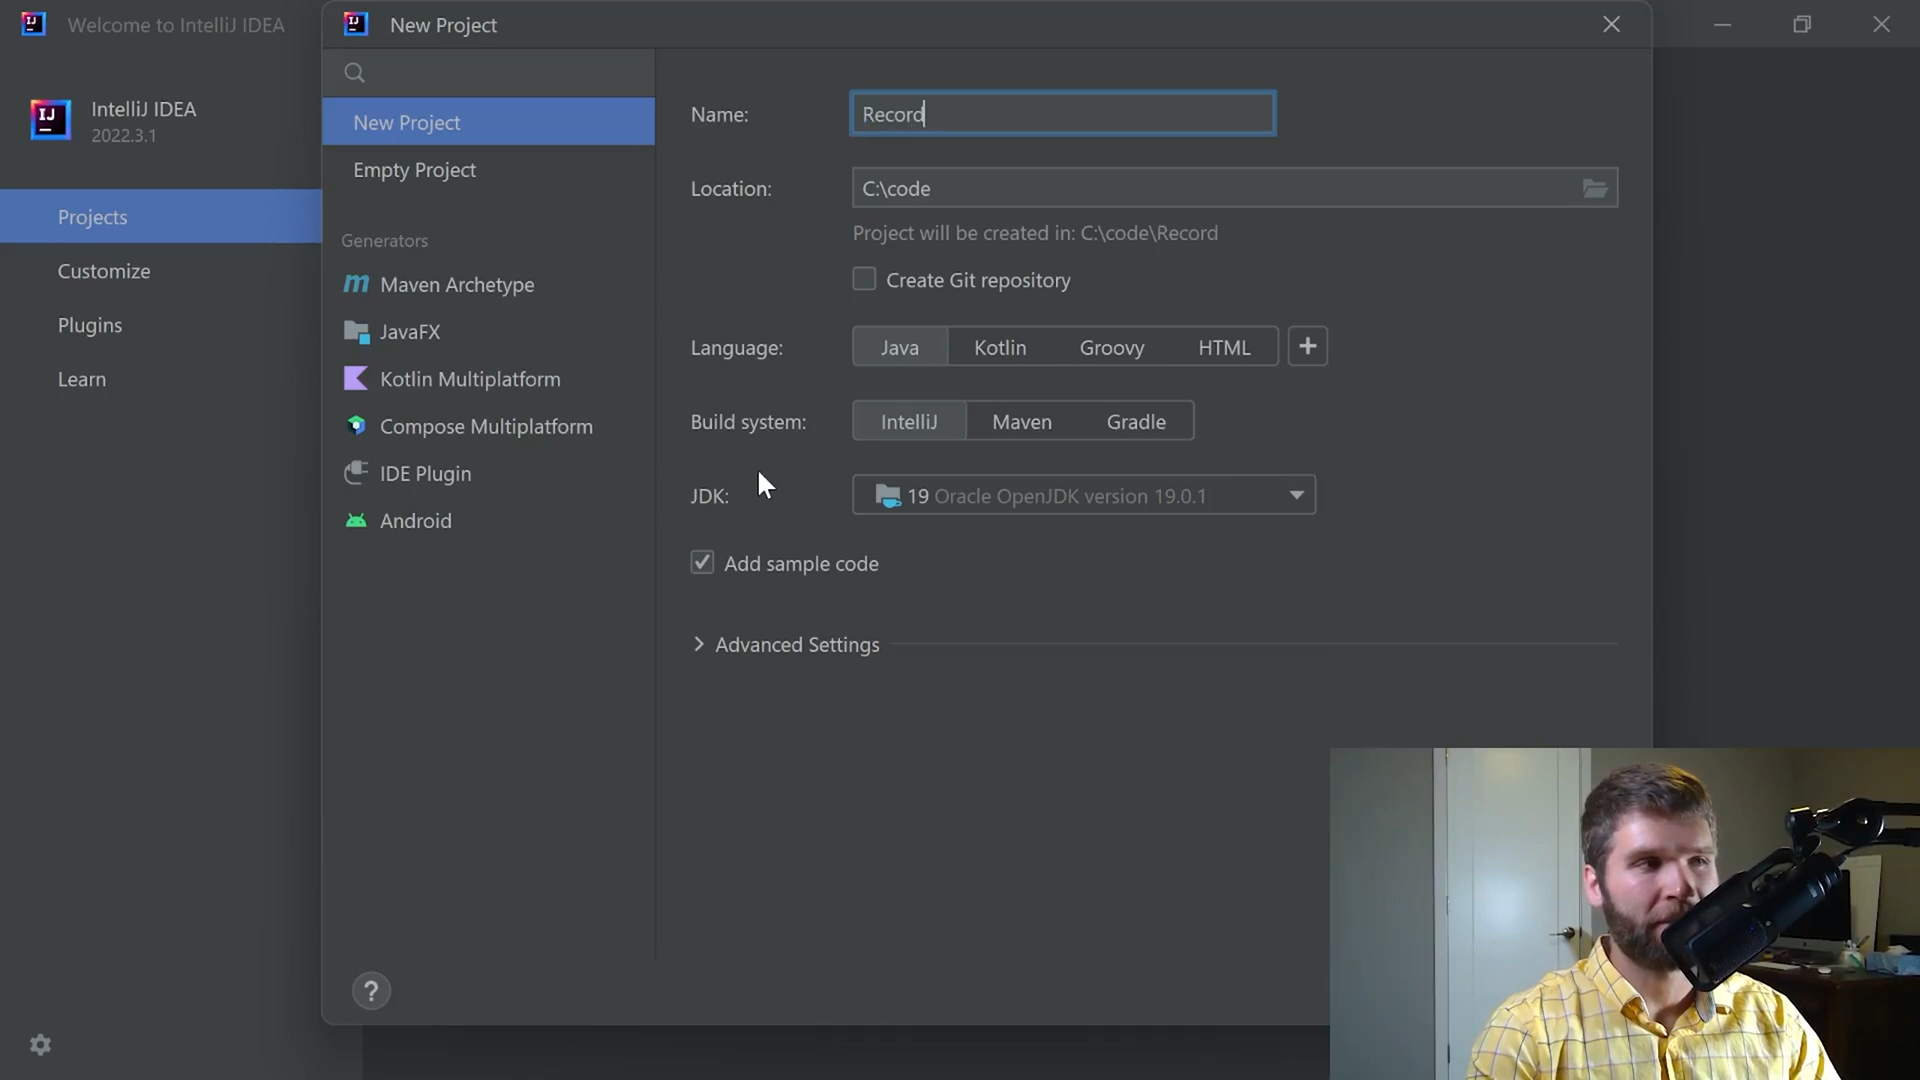 Welcome to IntelliJ IDEA
New Project
IntelliJ IDEA
2022.3.1
Projects
Customize
Plugins
Learn
New Project
Empty Project
Generators
Maven Archetype
JavaFX
Kotlin Multiplatform
Compose Multiplatform
IDE Plugin
Android
Name: Record
Location: C:\code
Project will be created in: C:\code\Record
Create Git repository
Language: Java Kotlin Groovy HTML +
Build system: IntelliJ Maven Gradle
JDK: 19 Oracle OpenJDK version 19.0.1
Add sample code
Advanced Settings
?